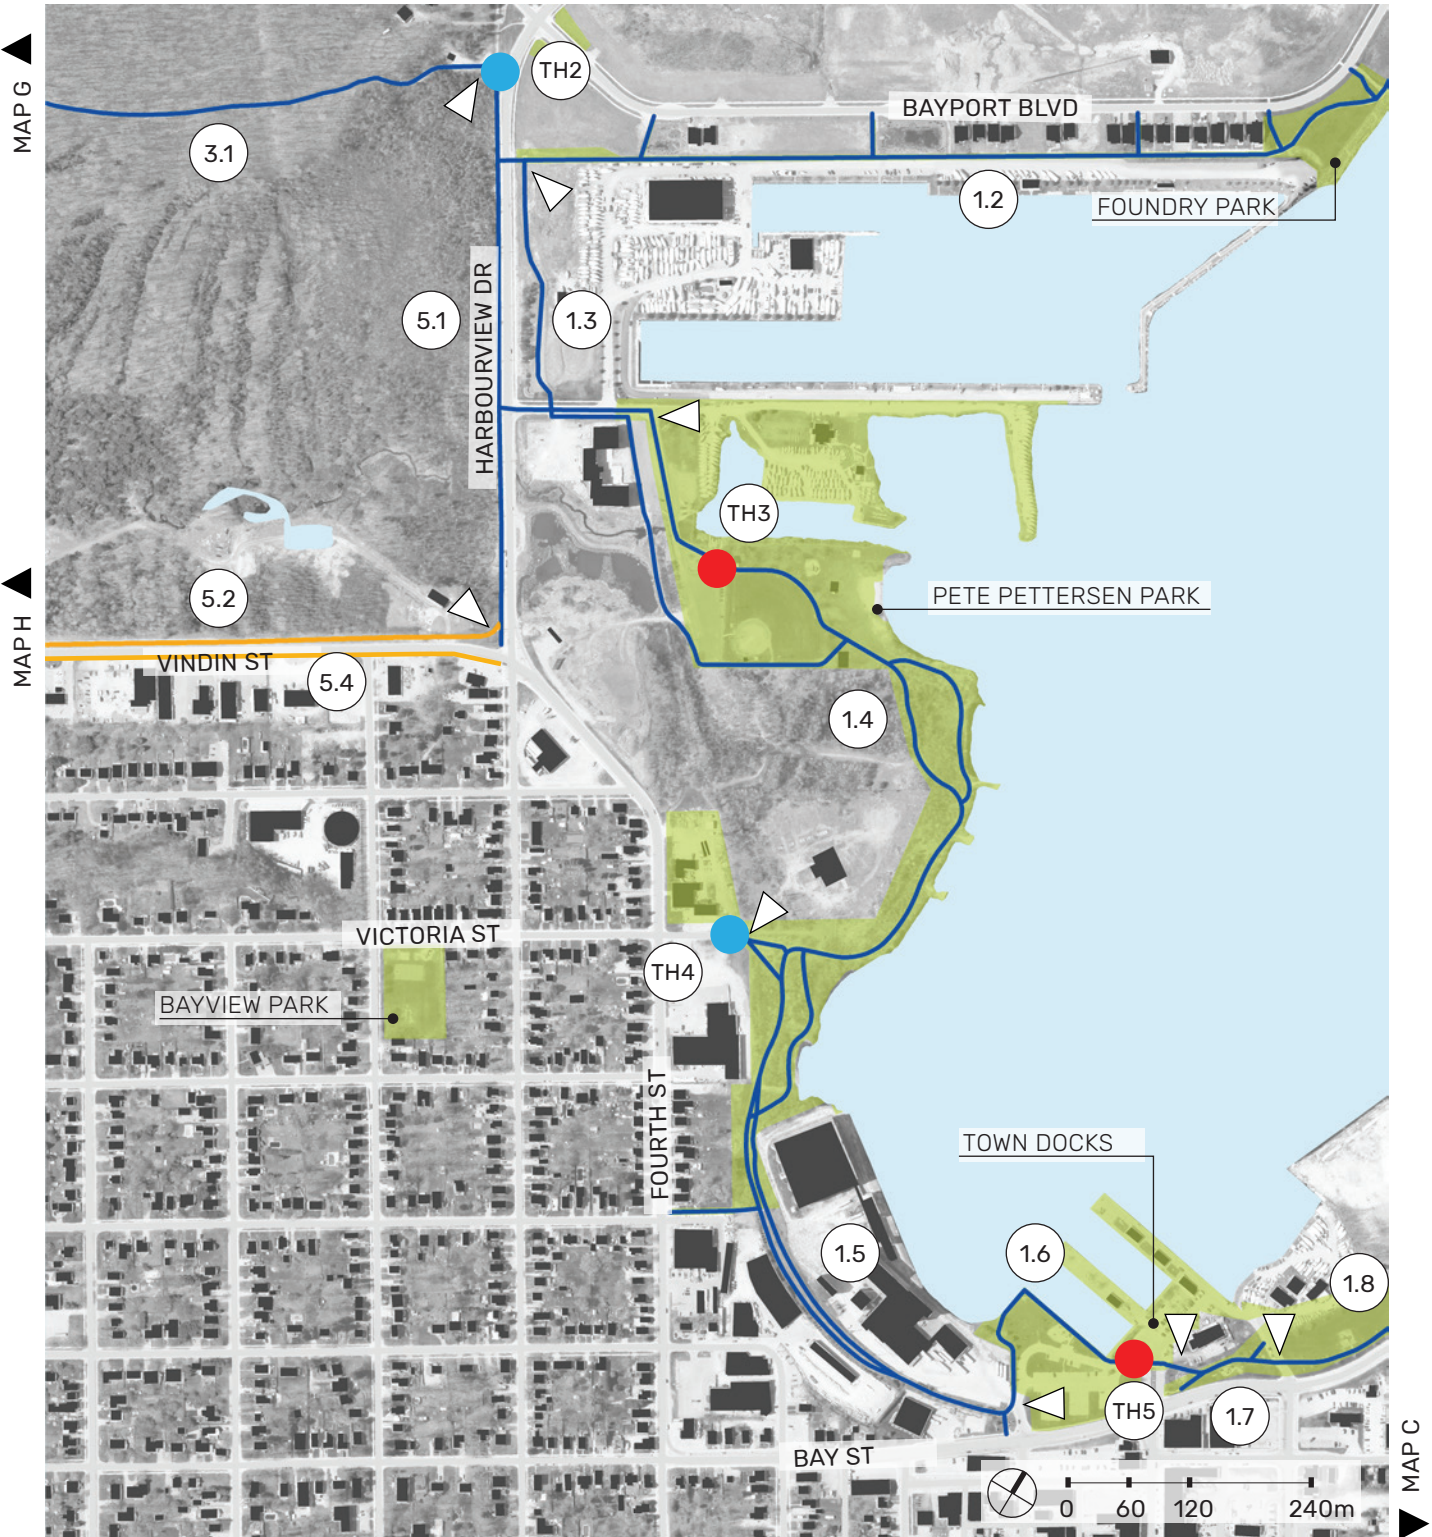 MAP G
TH2
BAYPORT BLVD
3.1
1.2
FOUNDRY PARK
HARBOURVIEW DR
5.1
1.3
TH3
MAP H
5.2
PETE PETTERSEN PARK
VINDIN ST
5.4
1.4
VICTORIA ST
TH4
BAYVIEW PARK
FOURTH ST
TOWN DOCKS
1.5
1.6
1.8
TH5
1.7
BAY ST
MAP C
0 60 120 240m